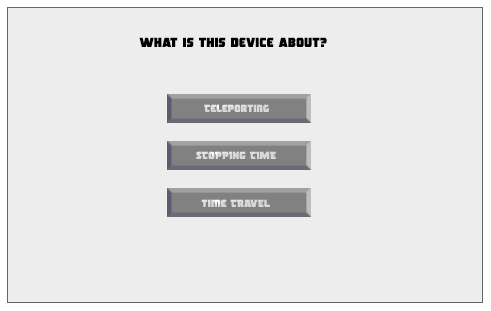 WHAT IS THIS DEVICE ABOUT?
TELEPORTING
STOPPING TIME
TIME TRAVEL